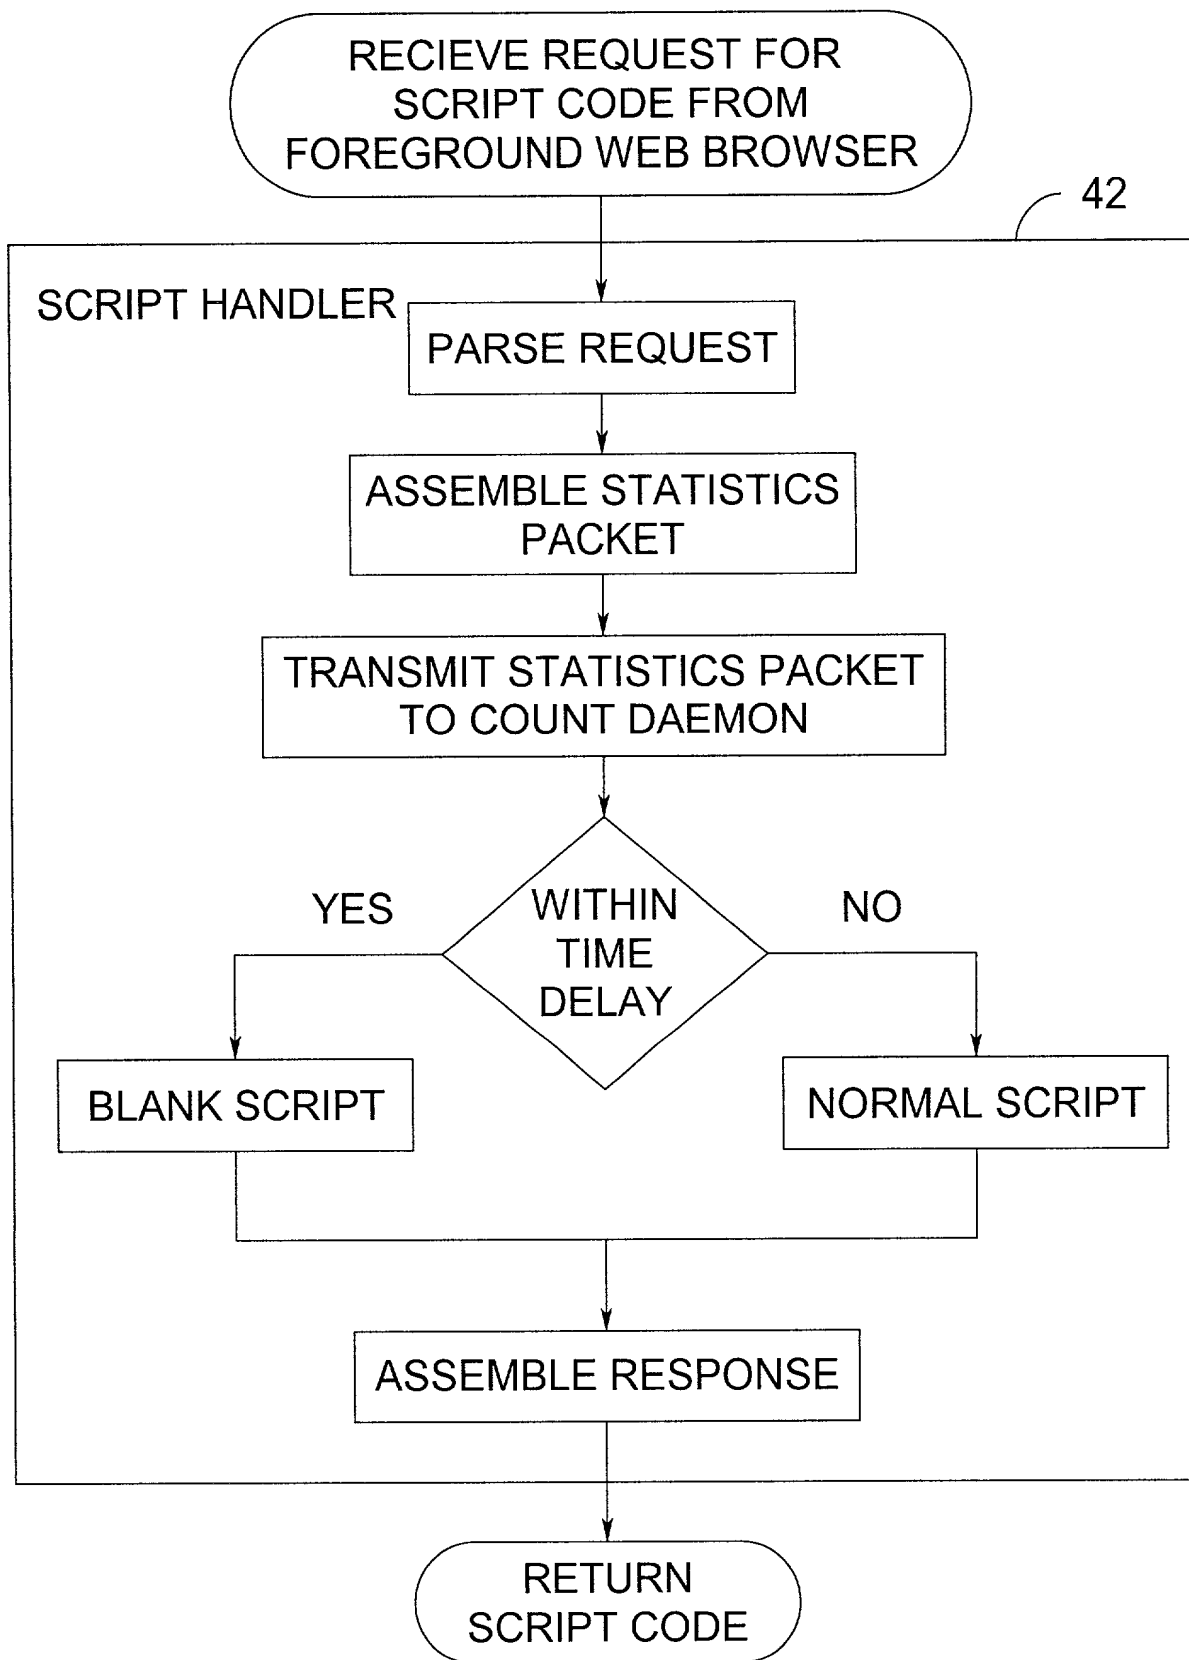 RECIEVE REQUEST FOR
SCRIPT CODE FROM
FOREGROUND WEB BROWSER
42
SCRIPT HANDLER
PARSE REQUEST
ASSEMBLE STATISTICS
PACKET
TRANSMIT STATISTICS PACKET
TO COUNT DAEMON
YES
WITHIN
TIME
DELAY
NO
BLANK SCRIPT
NORMAL SCRIPT
ASSEMBLE RESPONSE
RETURN
SCRIPT CODE